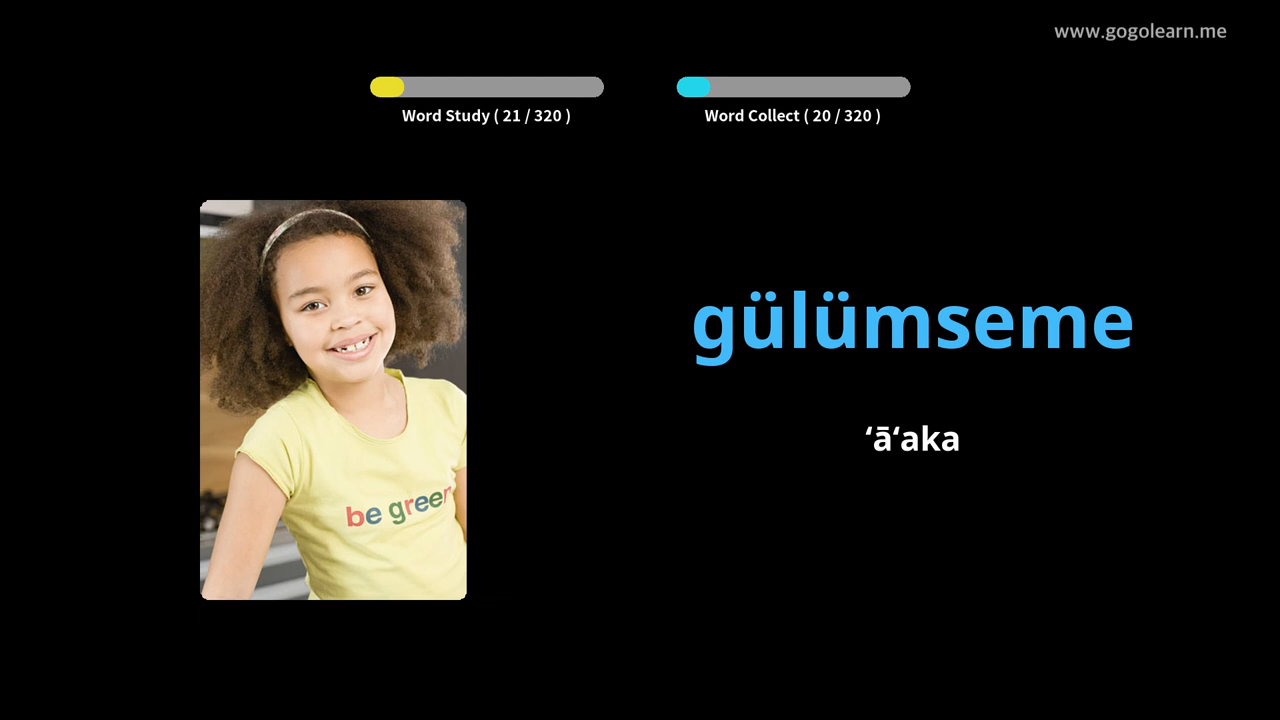 www.gogolearn.me
Word Study ( 21 / 320 )
Word Collect ( 20 / 320 )
gülümseme
ʻāʻaka
be green